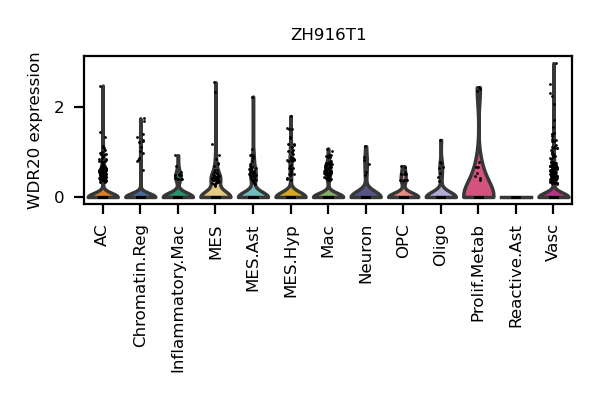 ZH916T1
WDR20 expression
2
0
AC
Chromatin.Reg
Inflammatory.Mac
MES
MES.Ast
MES.Hyp
Mac
Neuron
OPC
Oligo
Prolif.Metab
Reactive.Ast
Vasc